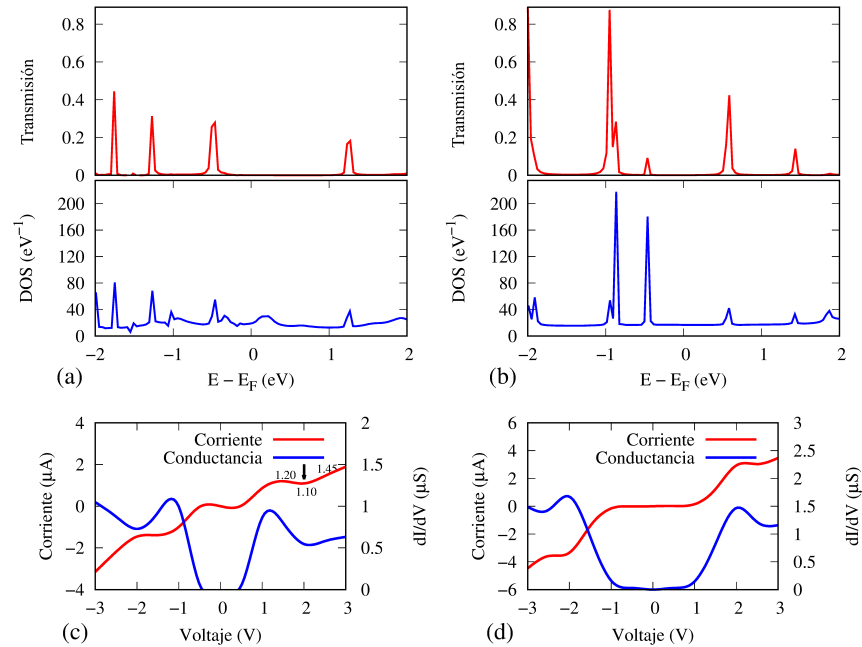 0.8
0.6
0.4
0.2
0
Transmisión
200
160
120
80
40
0
DOS (eV⁻¹)
−2 −1 0 1 2
(a) E − E_F (eV)
0.8
0.6
0.4
0.2
0
Transmisión
200
160
120
80
40
0
DOS (eV⁻¹)
−2 −1 0 1 2
(b) E − E_F (eV)
4
2
0
−2
−4
Corriente (μA)
Corriente
Conductancia
1.20
1.10
1.45
2
1.5
1
0.5
0
dI/dV (μS)
−3 −2 −1 0 1 2 3
(c) Voltaje (V)
6
4
2
0
−2
−4
−6
Corriente (μA)
Corriente
Conductancia
3
2.5
2
1.5
1
0.5
0
dI/dV (μS)
−3 −2 −1 0 1 2 3
(d) Voltaje (V)